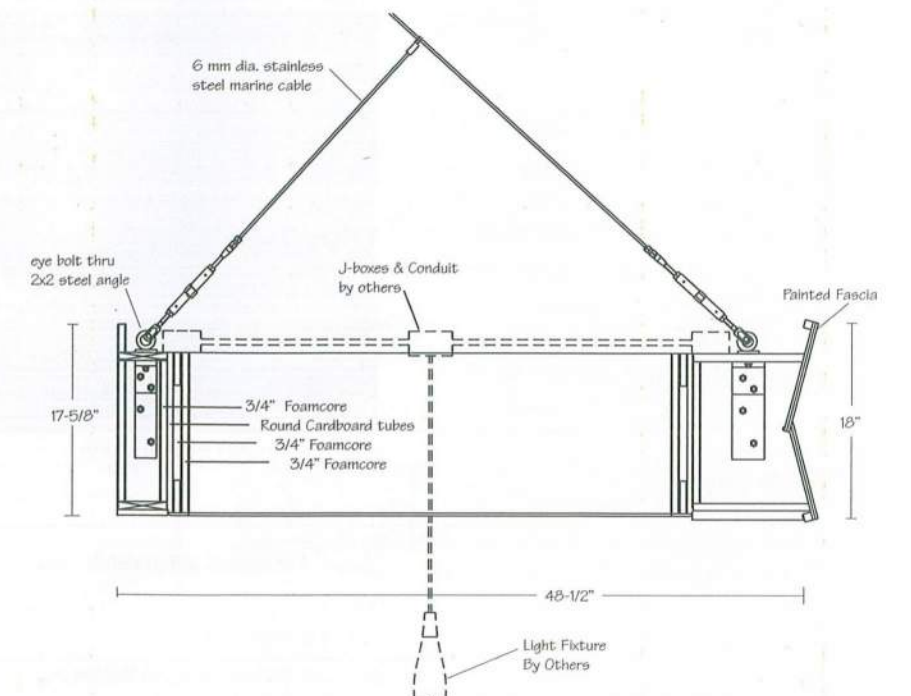 6 mm dia. stainless
steel marine cable
eye bolt thru
2x2 steel angle
J-boxes & Conduit
by others
Painted Fascia
17-5/8"
3/4" Foamcore
Round Cardboard tubes
3/4" Foamcore
3/4" Foamcore
18"
48-1/2"
Light Fixture
By Others